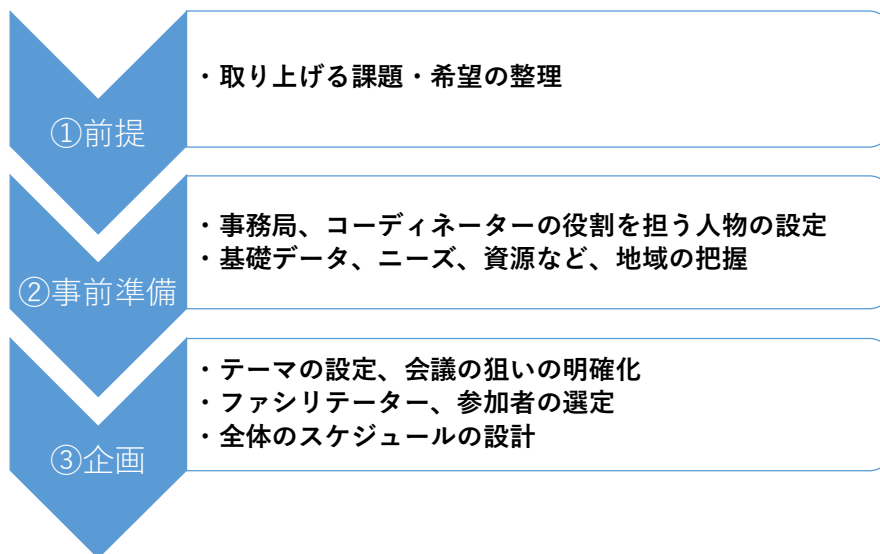 ①前提
・取り上げる課題・希望の整理
②事前準備
・事務局、コーディネーターの役割を担う人物の設定
・基礎データ、ニーズ、資源など、地域の把握
③企画
・テーマの設定、会議の狙いの明確化
・ファシリテーター、参加者の選定
・全体のスケジュールの設計